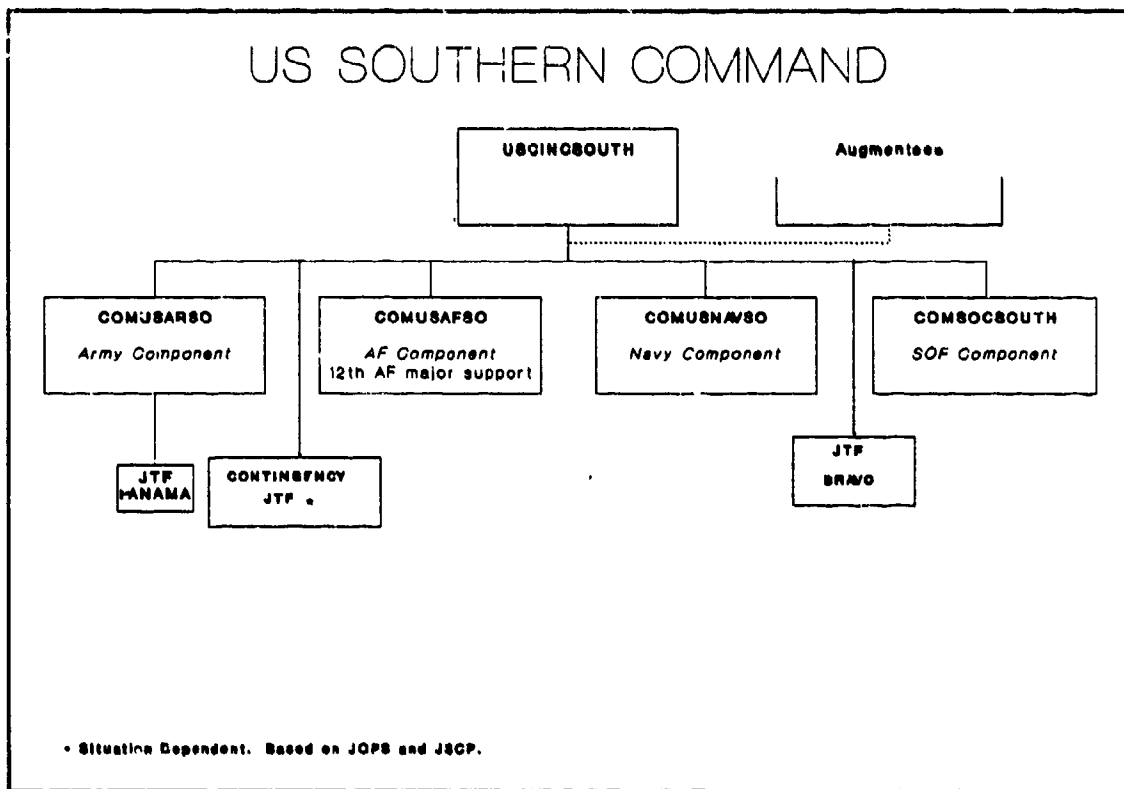 US SOUTHERN COMMAND
USCINCSOUTH
Augmentees
COMUSARSO
Army Component
COMUSAFSO
AF Component
12th AF major support
COMUSNAVSO
Navy Component
COMSOCSOUTH
SOF Component
JTF
PANAMA
CONTINGENCY
JTF *
JTF
BRAVO
* Situation Dependent. Based on JOPS and JSCP.